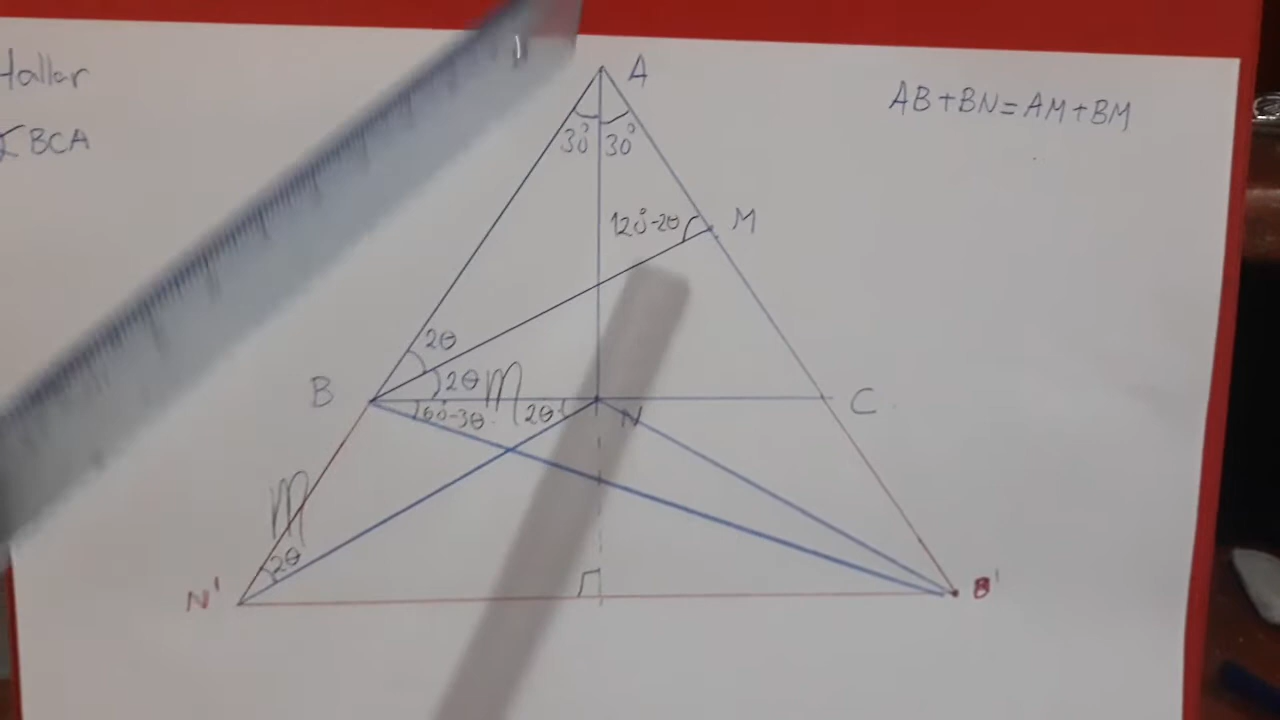 Hallar
∢BCA
A
AB+BN=AM+BM
30° 30°
120°-2θ
M
2θ
B
2θ
m
C
60°-3θ
2θ
N
m
2θ
N'
B'